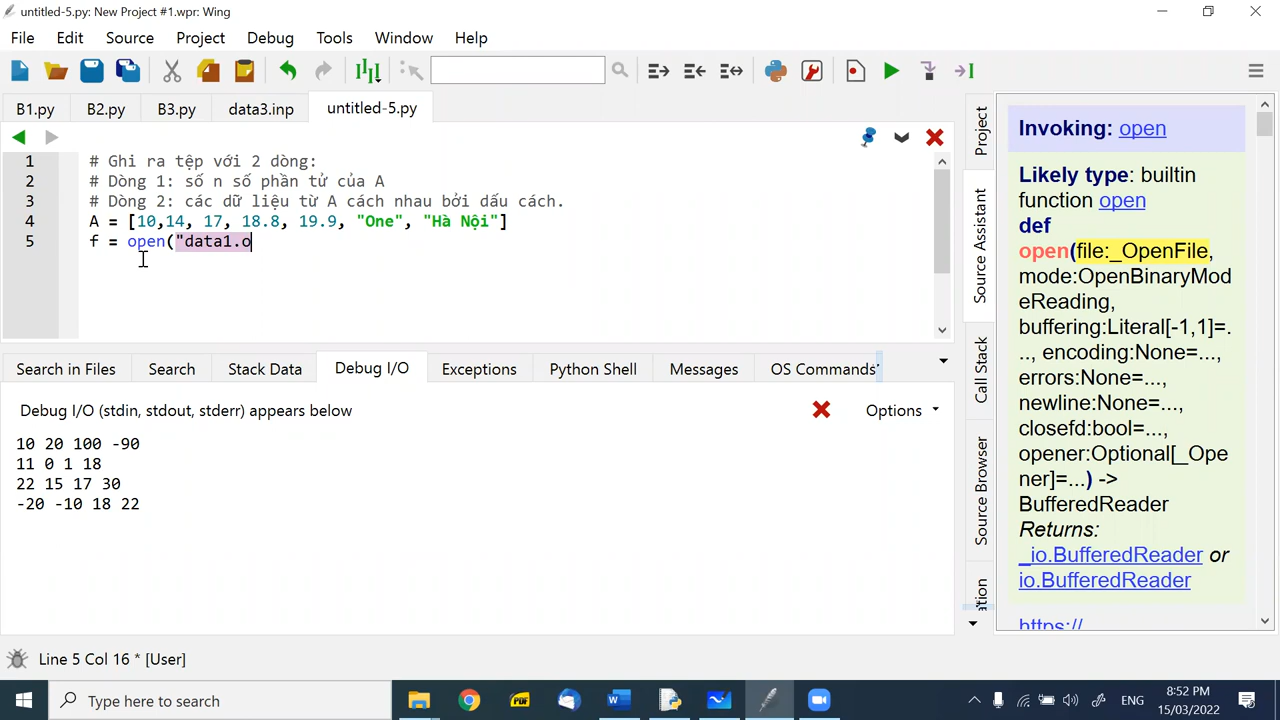 untitled-5.py: New Project #1.wpr: Wing
File Edit Source Project Debug Tools Window Help
B1.py B2.py B3.py data3.inp untitled-5.py
1 # Ghi ra tệp với 2 dòng:
2 # Dòng 1: số n số phần tử của A
3 # Dòng 2: các dữ liệu từ A cách nhau bởi dấu cách.
4 A = [10,14, 17, 18.8, 19.9, "One", "Hà Nội"]
5 f = open("data1.o
Search in Files Search Stack Data Debug I/O Exceptions Python Shell Messages OS Commands
Debug I/O (stdin, stdout, stderr) appears below
Options
10 20 100 -90
11 0 1 18
22 15 17 30
-20 -10 18 22
Project
Source Assistant
Call Stack
Source Browser
Invoking: open
Likely type: builtin
function open
def
open(file:_OpenFile,
mode:OpenBinaryMod
eReading,
buffering:Literal[-1,1]=.
.., encoding:None=...,
errors:None=...,
newline:None=...,
closefd:bool=...,
opener:Optional[_Ope
ner]=...) ->
BufferedReader
Returns:
_io.BufferedReader or
io.BufferedReader
https://
Line 5 Col 16 * [User]
Type here to search
PDF
ENG
8:52 PM
15/03/2022